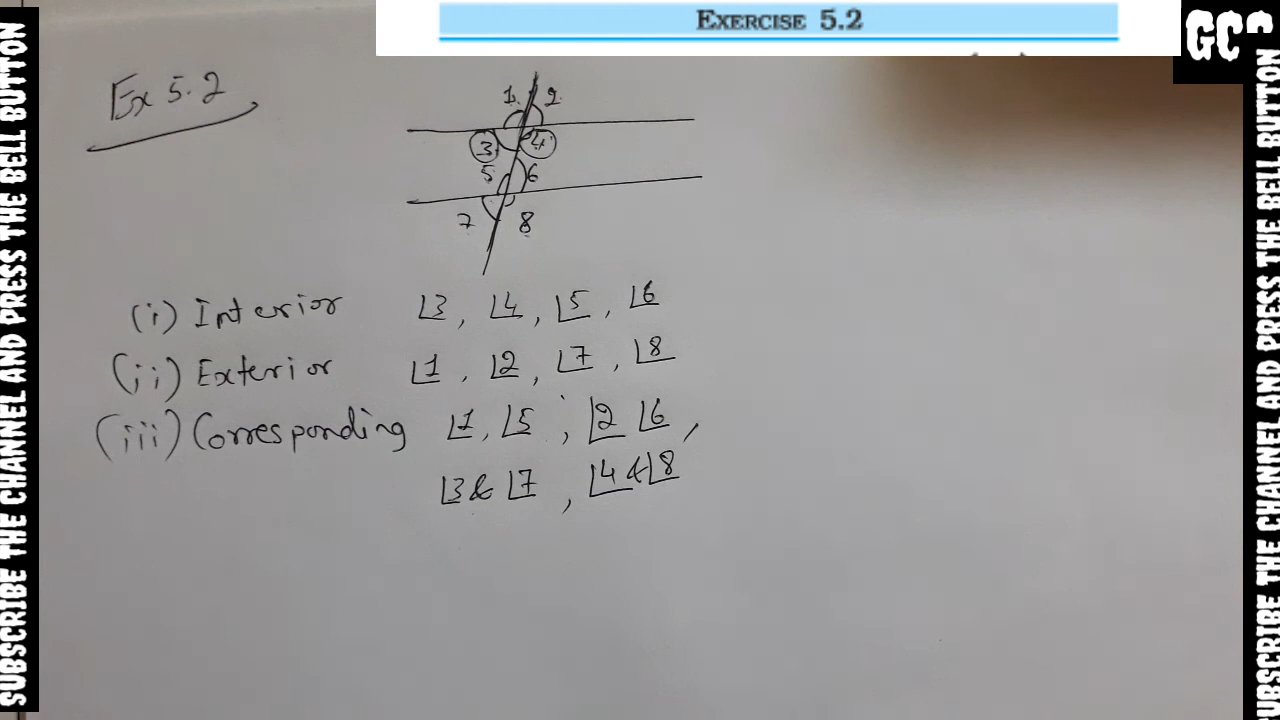 EXERCISE 5.2
GCP
Ex 5.2
1 2
3 4
5 6
7 8
(i) Interior ∠3, ∠4, ∠5, ∠6
(ii) Exterior ∠1, ∠2, ∠7, ∠8
(iii) Corresponding ∠1, ∠5 ; ∠2 ∠6,
∠3 & ∠7, ∠4 & ∠8
SUBSCRIBE THE CHANNEL AND PRESS THE BELL BUTTON
SUBSCRIBE THE CHANNEL AND PRESS THE BELL BUTTON